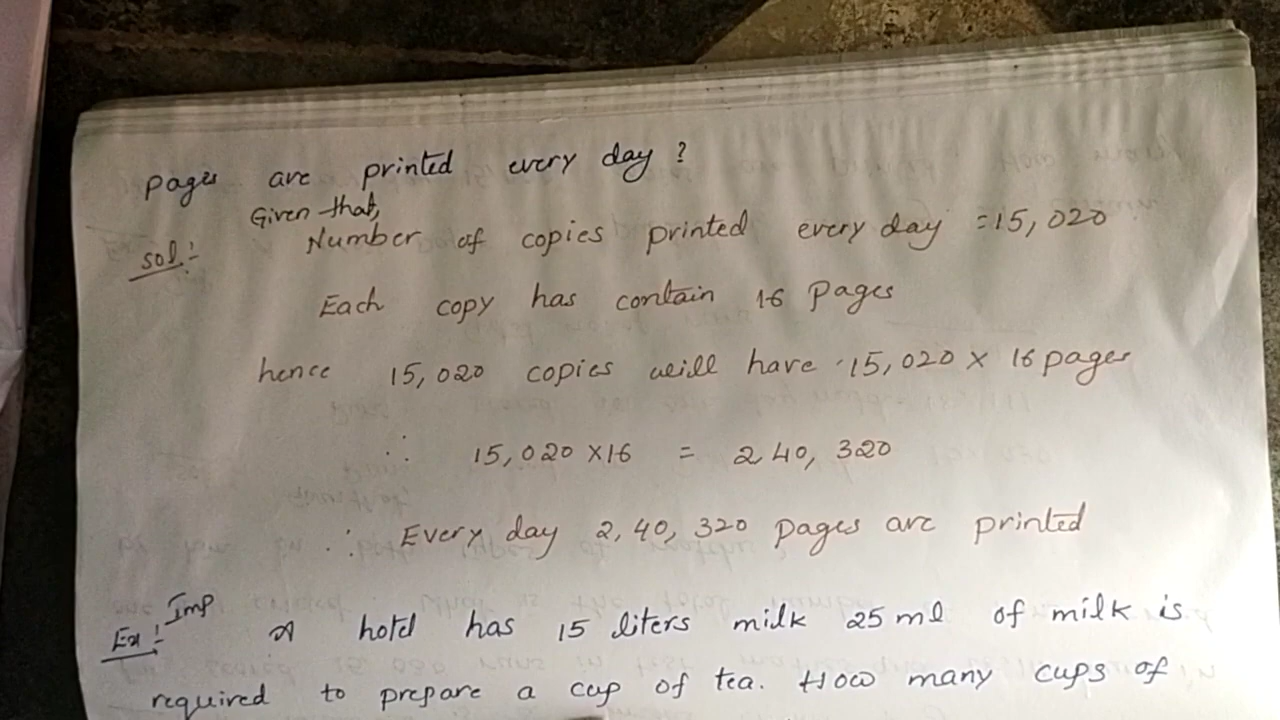 pages are printed every day ?
Given that,
sol:- Number of copies printed every day = 15,020
Each copy has contain 16 Pages
hence 15,020 copies will have 15,020 × 16 pages
∴ 15,020 × 16 = 2 40, 320
∴ Every day 2,40, 320 pages are printed
Imp
Ex:- A hotel has 15 liters milk 25 ml of milk is
required to prepare a cup of tea. How many cups of